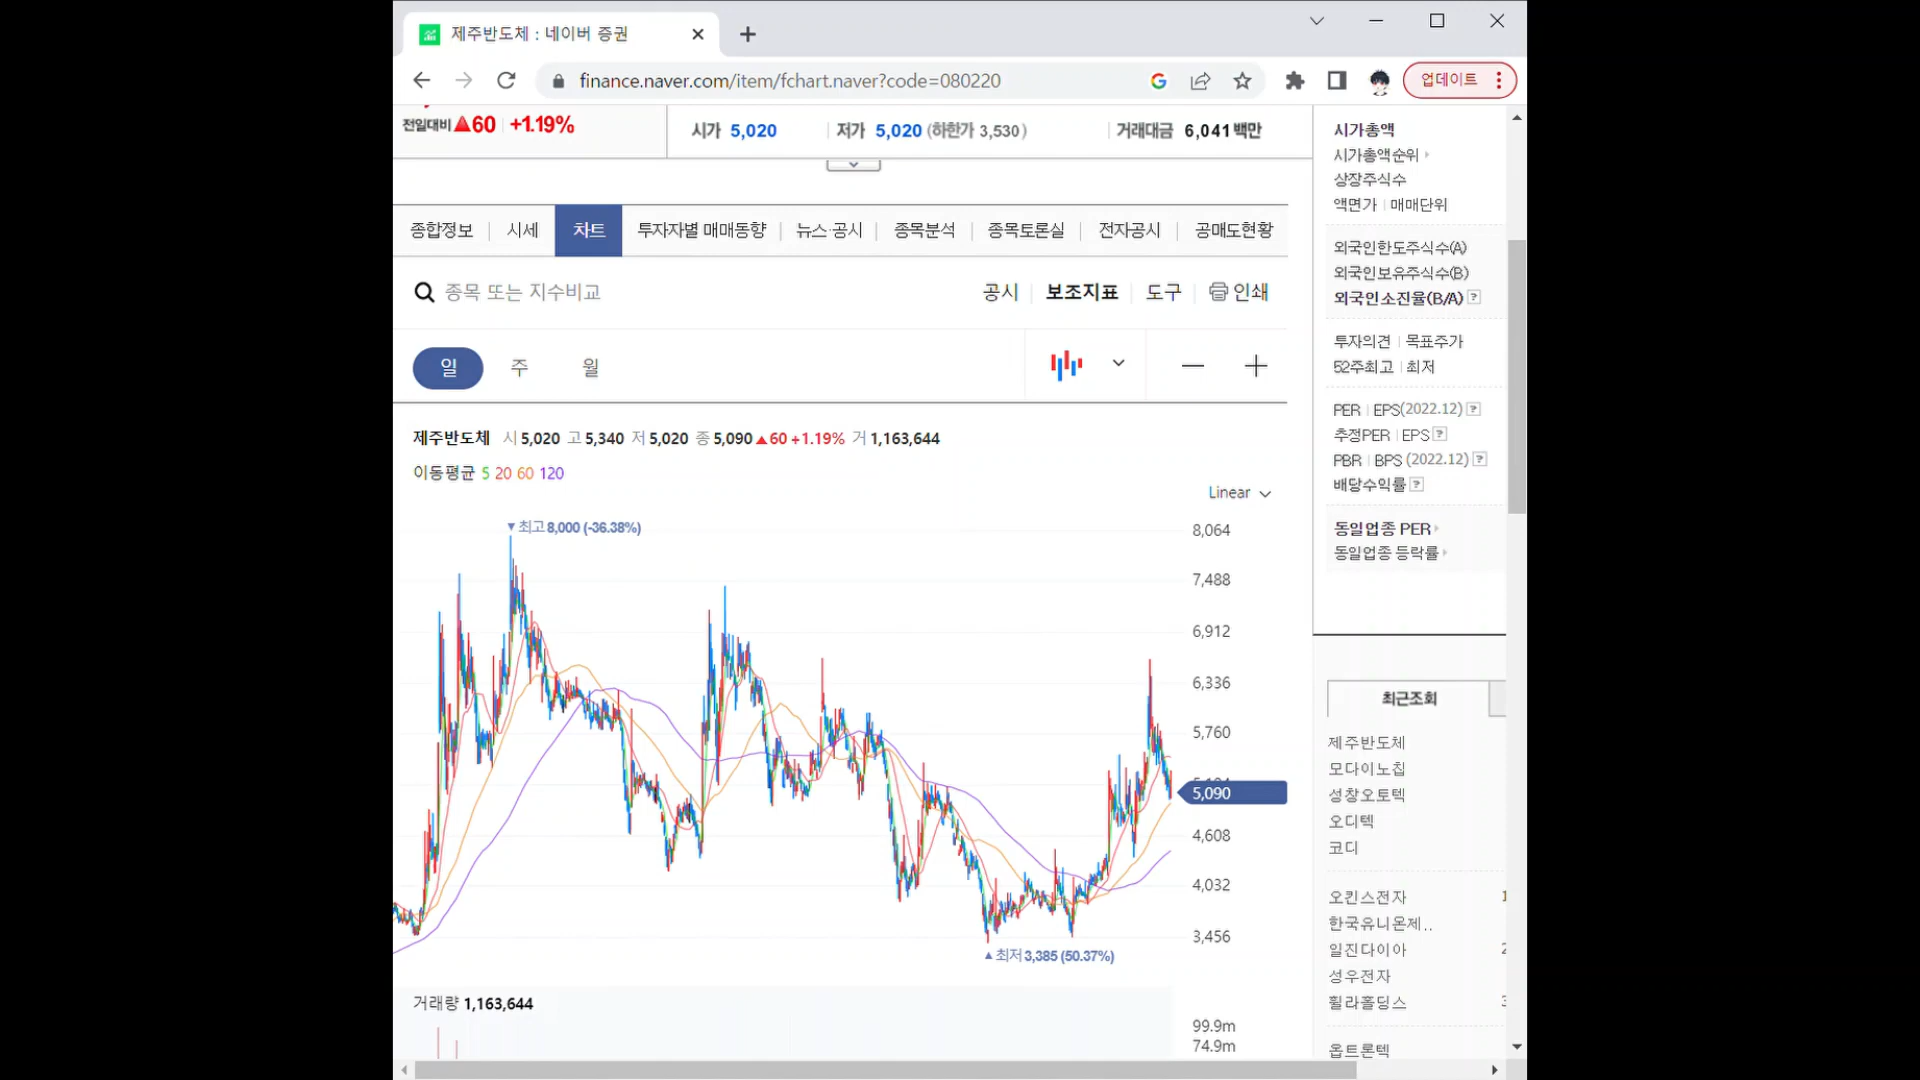 제주반도체 : 네이버 증권
finance.naver.com/item/fchart.naver?code=080220
업데이트
전일대비 ▲60 +1.19%
시가 5,020
저가 5,020 (하한가 3,530)
거래대금 6,041백만
종합정보 시세 차트 투자자별 매매동향 뉴스·공시 종목분석 종목토론실 전자공시 공매도현황
종목 또는 지수비교
공시 보조지표 도구 인쇄
일 주 월
제주반도체 시 5,020 고 5,340 저 5,020 종 5,090 ▲60 +1.19% 거 1,163,644
이동평균 5 20 60 120
Linear
▼최고 8,000 (-36.38%)
8,064
7,488
6,912
6,336
5,760
5,090
4,608
4,032
3,456
▲최저 3,385 (50.37%)
거래량 1,163,644
99.9m
74.9m
시가총액
시가총액순위
상장주식수
액면가 | 매매단위
외국인한도주식수(A)
외국인보유주식수(B)
외국인소진율(B/A) ?
투자의견 | 목표주가
52주최고 | 최저
PER | EPS(2022.12) ?
추정PER | EPS ?
PBR | BPS (2022.12) ?
배당수익률 ?
동일업종 PER
동일업종 등락률
최근조회
제주반도체
모다이노칩
성창오토텍
오디텍
코디
오킨스전자
한국유니온제..
일진다이아
성우전자
휠라홀딩스
옵트론텍